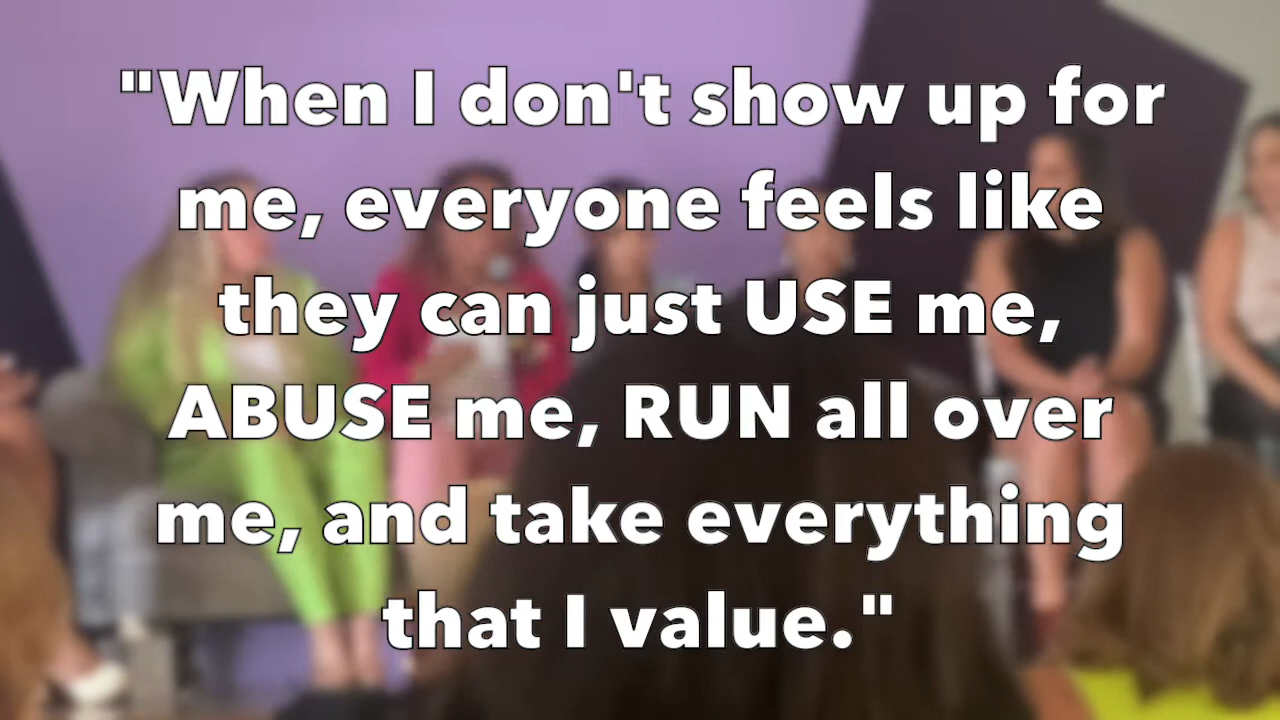 "When I don't show up for
me, everyone feels like
they can just USE me,
ABUSE me, RUN all over
me, and take everything
that I value."